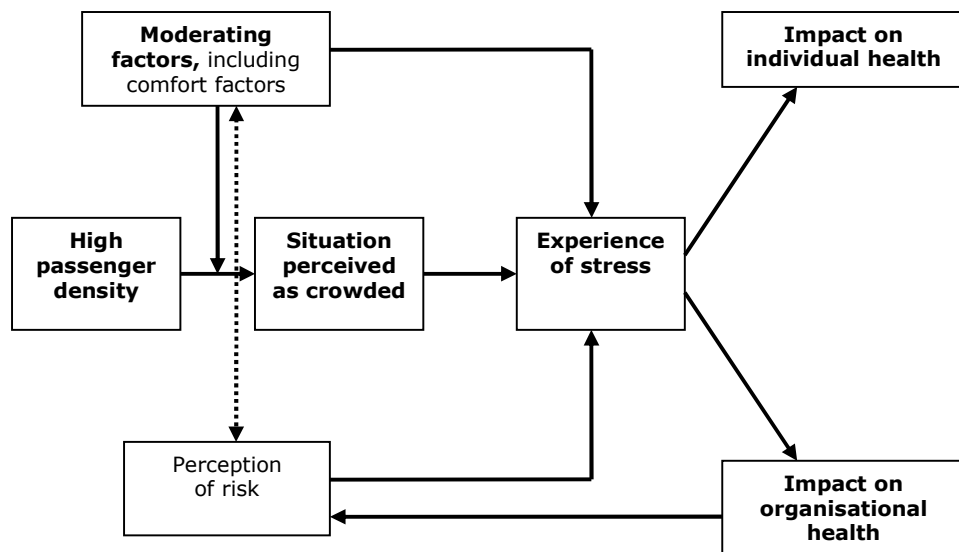 Moderating
factors, including
comfort factors
Impact on
individual health
High
passenger
density
Situation
perceived
as crowded
Experience
of stress
Perception
of risk
Impact on
organisational
health